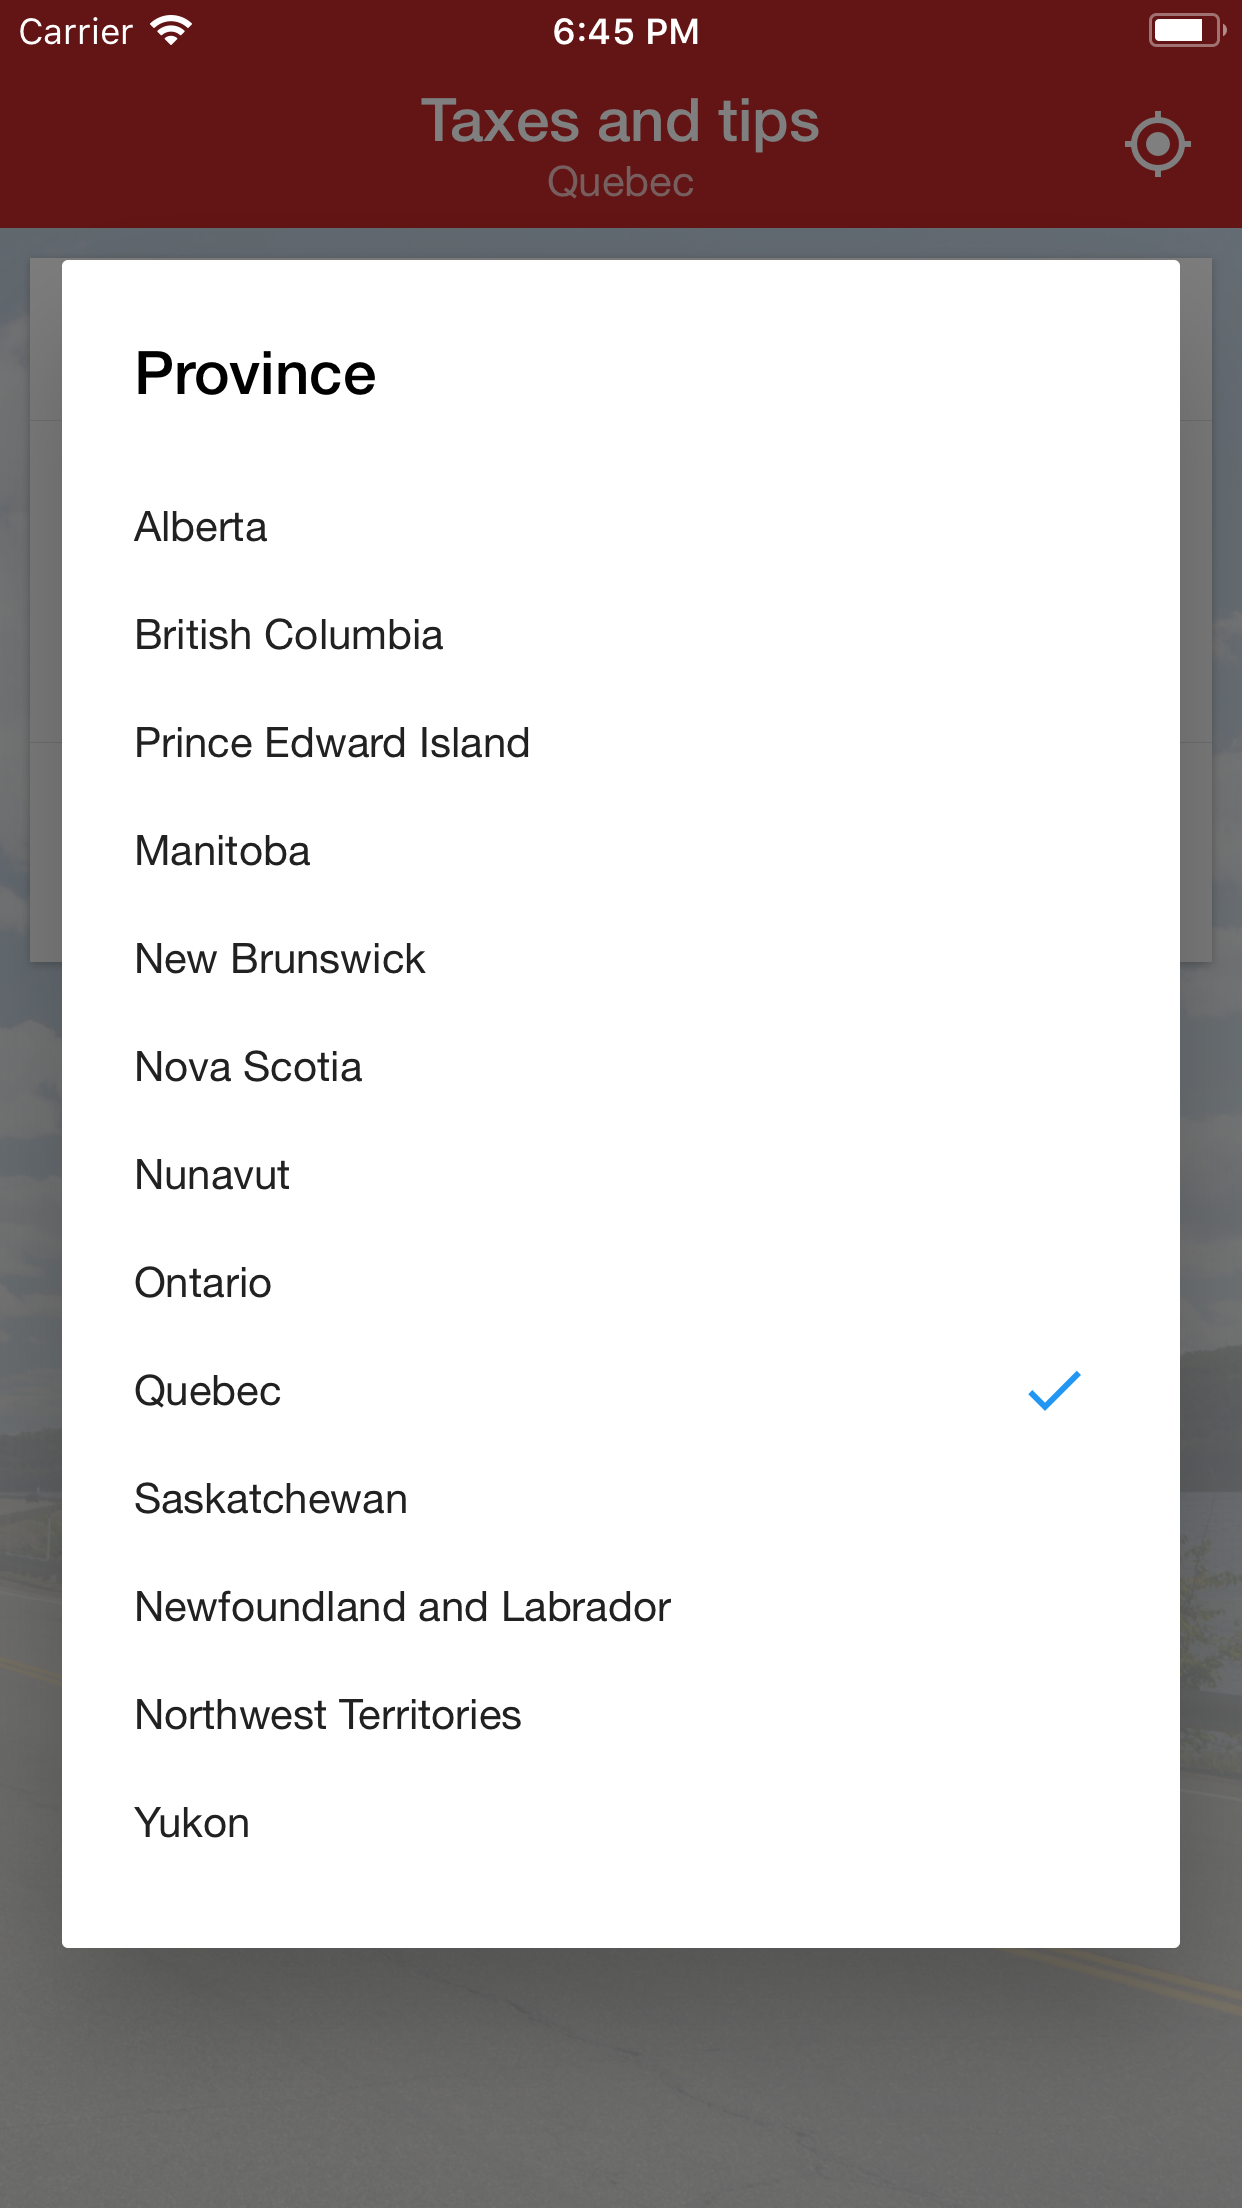 Carrier 6:45 PM
Taxes and tips
Quebec
Province
Alberta
British Columbia
Prince Edward Island
Manitoba
New Brunswick
Nova Scotia
Nunavut
Ontario
Quebec
Saskatchewan
Newfoundland and Labrador
Northwest Territories
Yukon